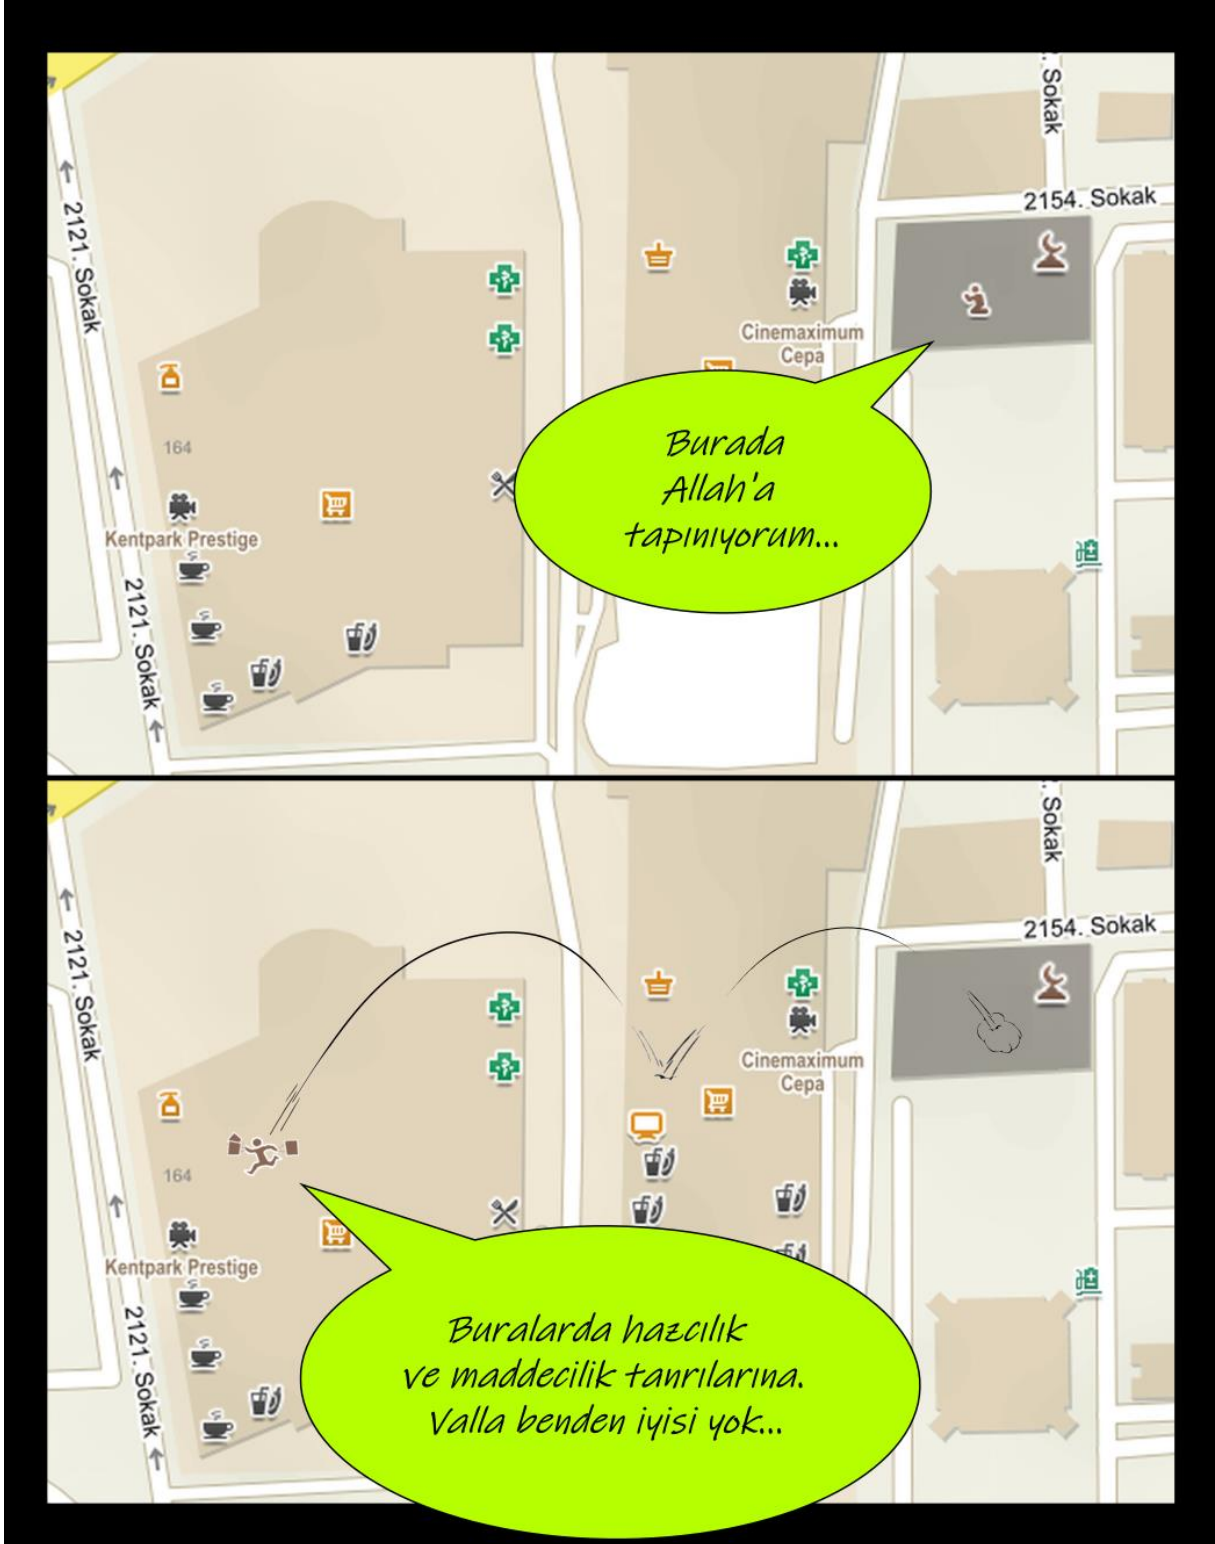 . Sokak
2154. Sokak
2121. Sokak
Cinemaximum
Cepa
164
Kentpark Prestige
2121. Sokak
Burada
Allah'a
tapınıyorum...
. Sokak
2154. Sokak
2121. Sokak
Cinemaximum
Cepa
164
Kentpark Prestige
2121. Sokak
Buralarda hazcılık
ve maddecilik tanrılarına.
Valla benden iyisi yok...